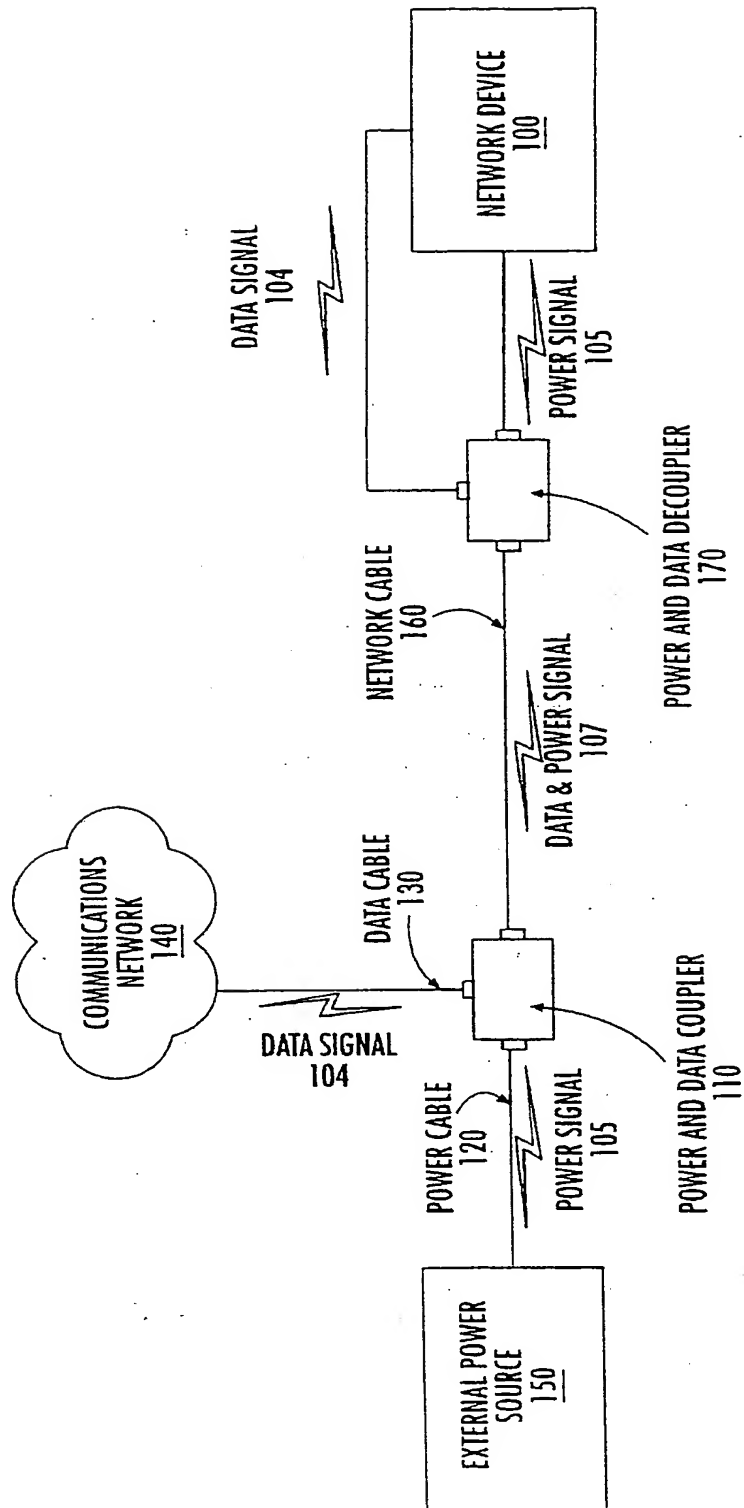 COMMUNICATIONS
NETWORK
140
DATA SIGNAL
104
DATA CABLE
130
EXTERNAL POWER
SOURCE
150
POWER CABLE
120
POWER SIGNAL
105
POWER AND DATA COUPLER
110
NETWORK CABLE
160
DATA & POWER SIGNAL
107
POWER AND DATA DECOUPLER
170
DATA SIGNAL
104
POWER SIGNAL
105
NETWORK DEVICE
100